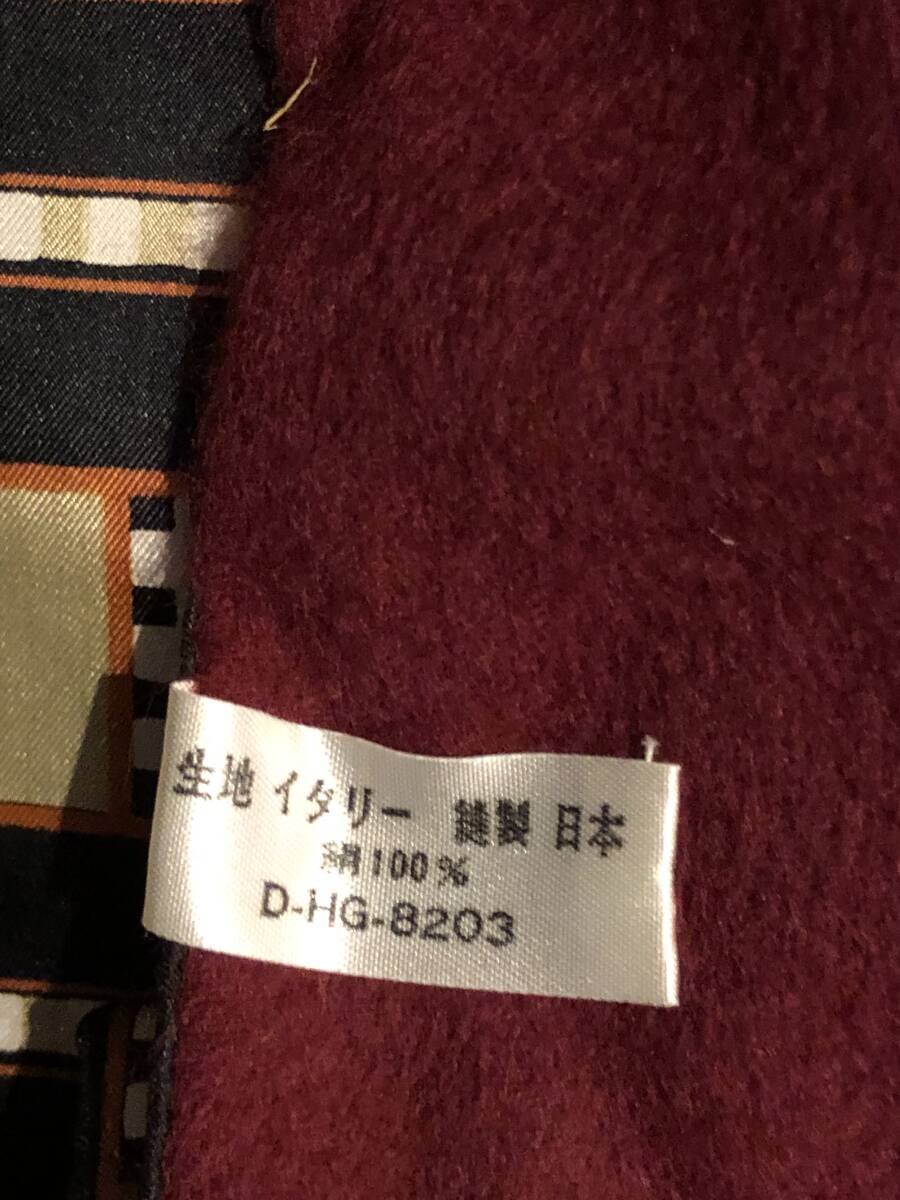 生地 イタリー 縫製 日本
絹100%
D-HG-8203